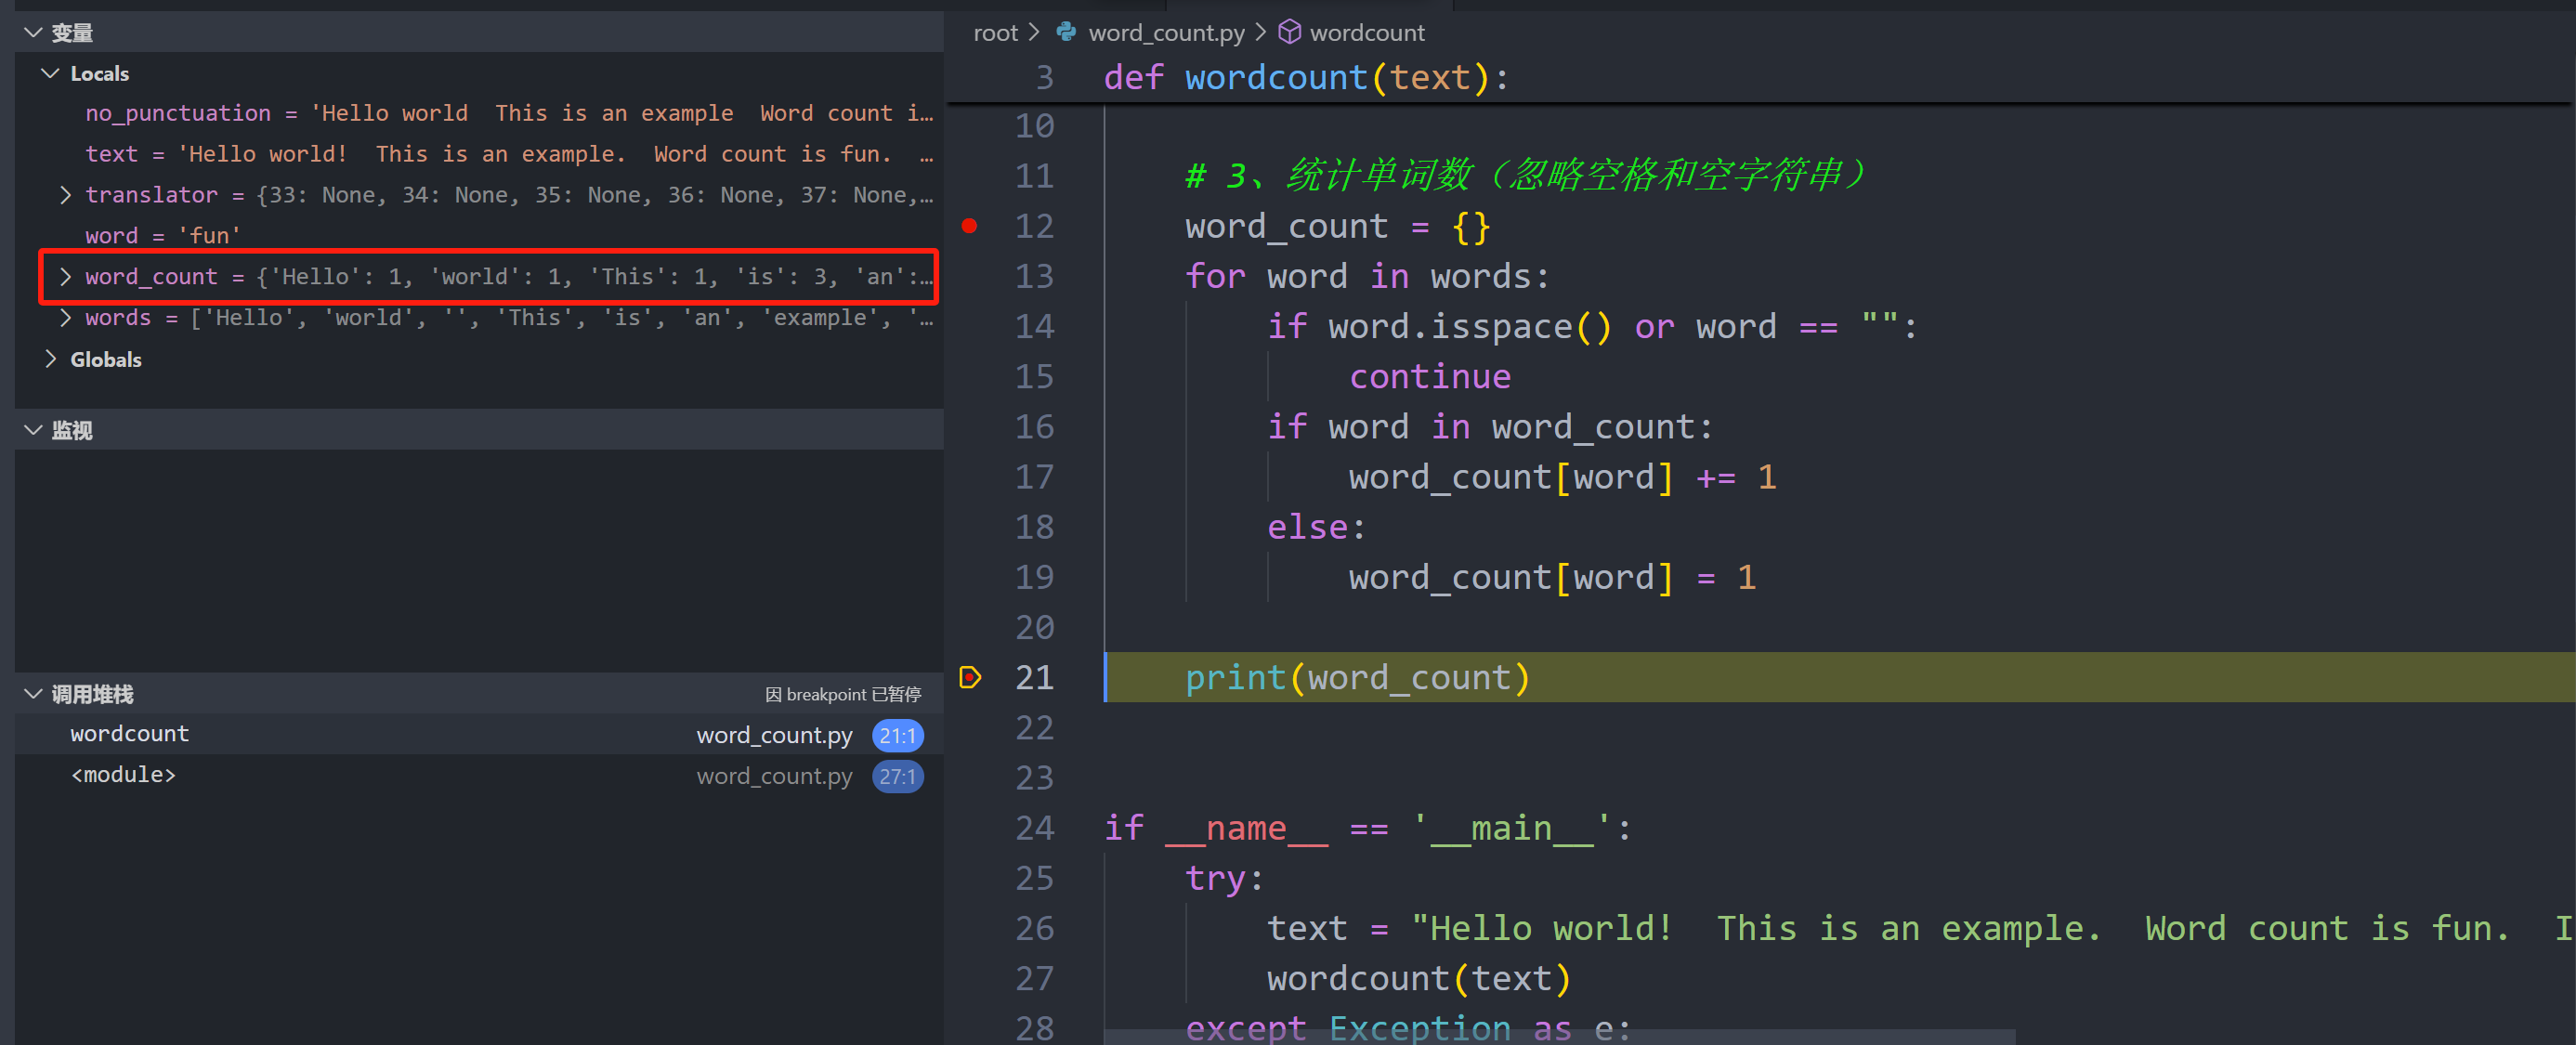 变量
Locals
no_punctuation = 'Hello world  This is an example  Word count i…
text = 'Hello world!  This is an example.  Word count is fun.  …
translator = {33: None, 34: None, 35: None, 36: None, 37: None,…
word = 'fun'
word_count = {'Hello': 1, 'world': 1, 'This': 1, 'is': 3, 'an':…
words = ['Hello', 'world', '', 'This', 'is', 'an', 'example', '…
Globals
监视
调用堆栈 因 breakpoint 已暂停
wordcount word_count.py 21:1
<module> word_count.py 27:1
root > word_count.py > wordcount
3 def wordcount(text):
10
11 # 3、统计单词数（忽略空格和空字符串）
12 word_count = {}
13 for word in words:
14 if word.isspace() or word == "":
15 continue
16 if word in word_count:
17 word_count[word] += 1
18 else:
19 word_count[word] = 1
20
21 print(word_count)
22
23
24 if __name__ == '__main__':
25 try:
26 text = "Hello world!  This is an example.  Word count is fun.  I
27 wordcount(text)
28 except Exception as e: